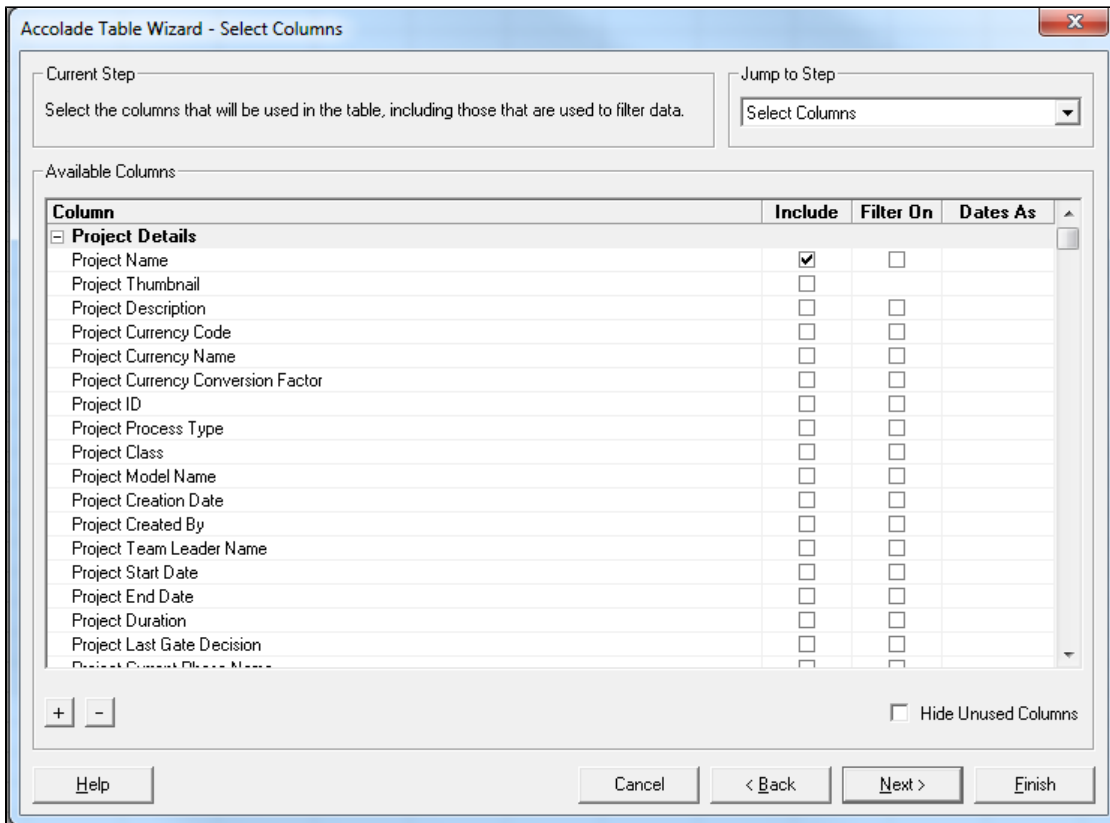 Accolade Table Wizard - Select Columns
Current Step
Jump to Step
Select the columns that will be used in the table, including those that are used to filter data.
Select Columns
Available Columns
Column Include Filter On Dates As
Project Details
Project Name
Project Thumbnail
Project Description
Project Currency Code
Project Currency Name
Project Currency Conversion Factor
Project ID
Project Process Type
Project Class
Project Model Name
Project Creation Date
Project Created By
Project Team Leader Name
Project Start Date
Project End Date
Project Duration
Project Last Gate Decision
Project Current Phase Name
+ -
Hide Unused Columns
Help Cancel < Back Next > Finish